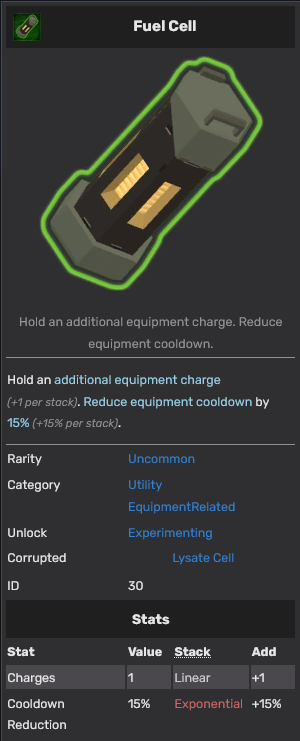 Fuel Cell
Hold an additional equipment charge. Reduce
equipment cooldown.
Hold an additional equipment charge
(+1 per stack). Reduce equipment cooldown by
15% (+15% per stack).
Rarity Uncommon
Category Utility
EquipmentRelated
Unlock Experimenting
Corrupted Lysate Cell
ID 30
Stats
Stat Value Stack Add
Charges 1 Linear +1
Cooldown 15% Exponential +15%
Reduction